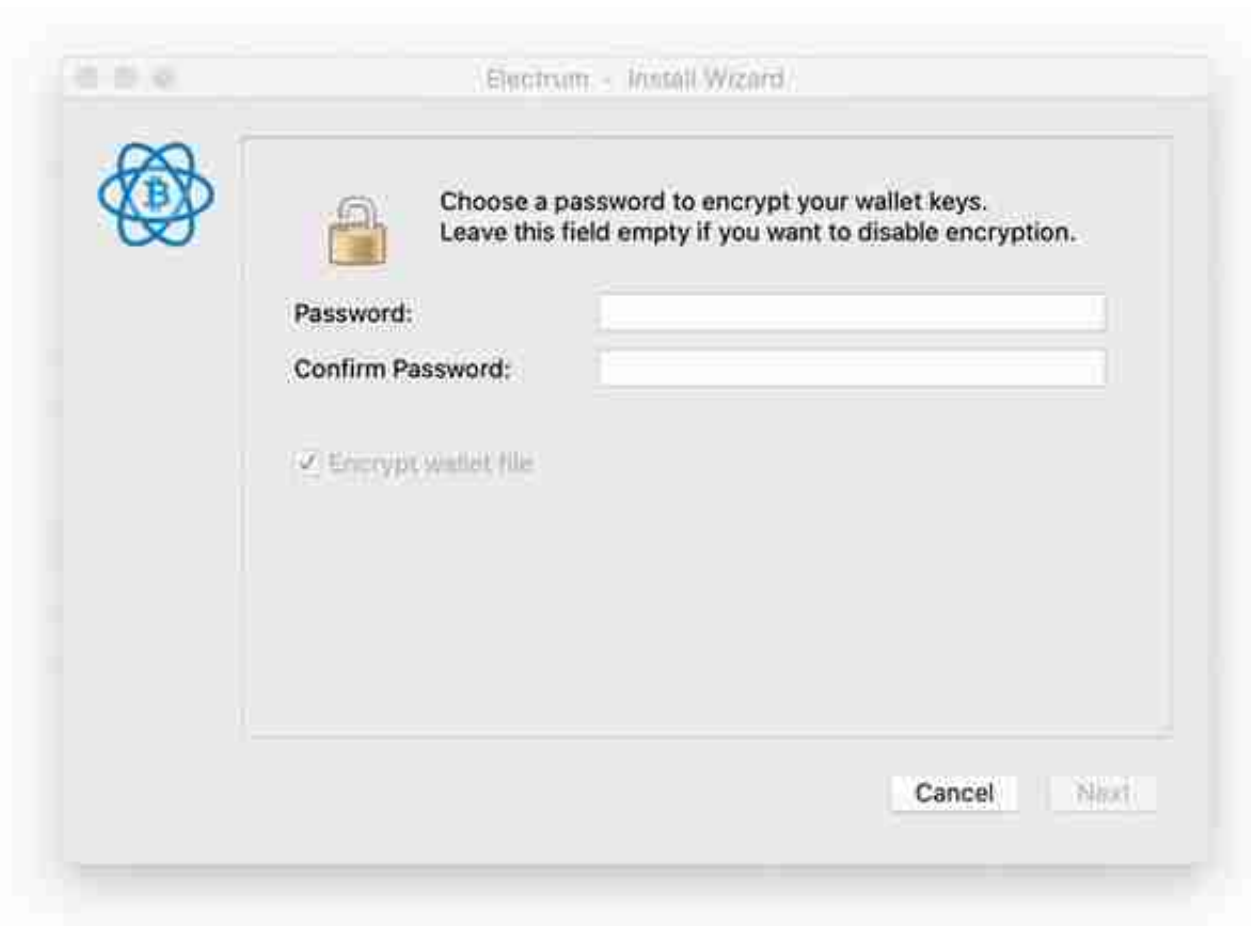 Electrum - Install Wizard
Choose a password to encrypt your wallet keys.
Leave this field empty if you want to disable encryption.
Password:
Confirm Password:
Encrypt wallet file
Cancel
Next